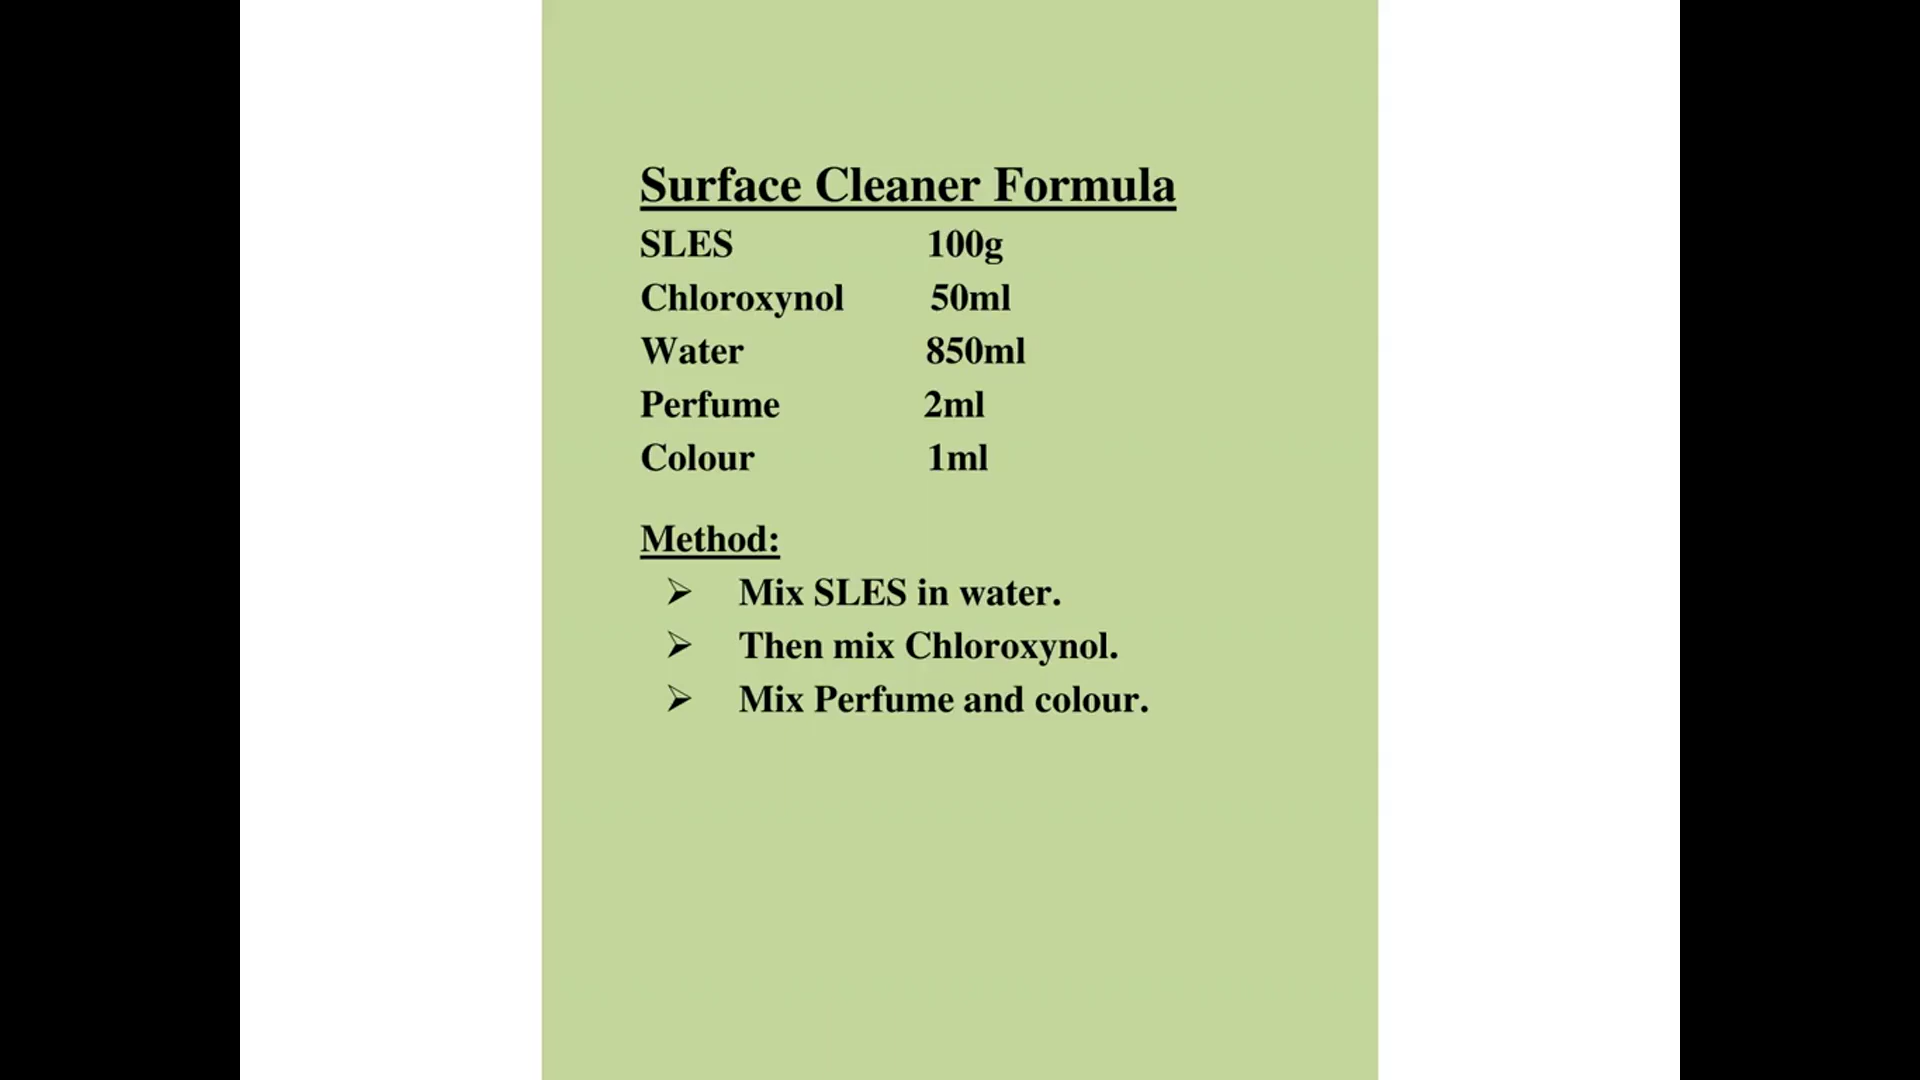 Surface Cleaner Formula
SLES 100g
Chloroxynol 50ml
Water 850ml
Perfume 2ml
Colour 1ml
Method:
➢ Mix SLES in water.
➢ Then mix Chloroxynol.
➢ Mix Perfume and colour.